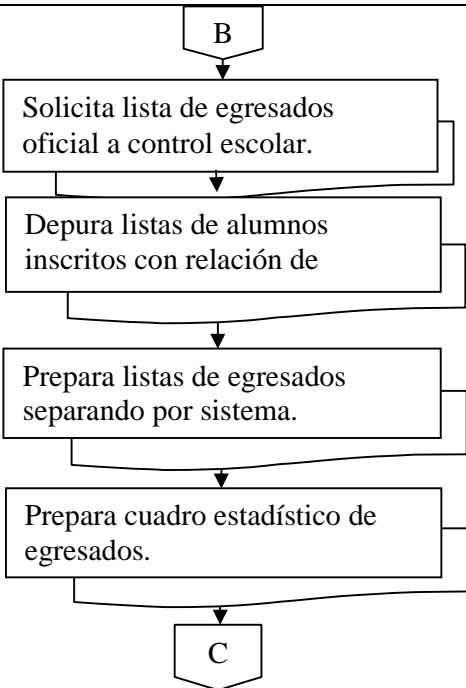 B
Solicita lista de egresados
oficial a control escolar.
Depura listas de alumnos
inscritos con relación de
Prepara listas de egresados
separando por sistema.
Prepara cuadro estadístico de
egresados.
C